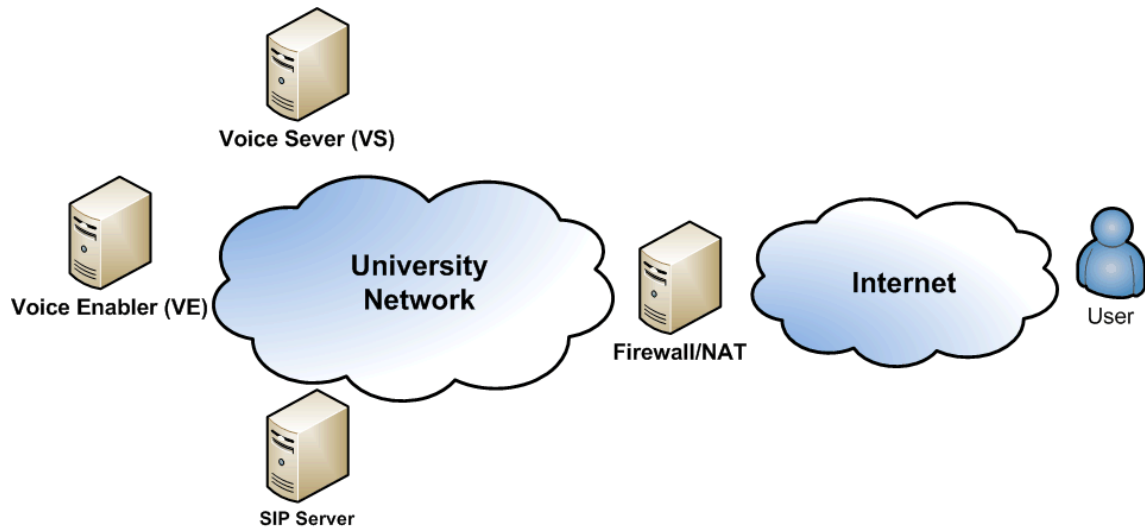 Voice Sever (VS)
Voice Enabler (VE)
University
Network
Firewall/NAT
Internet
User
SIP Server